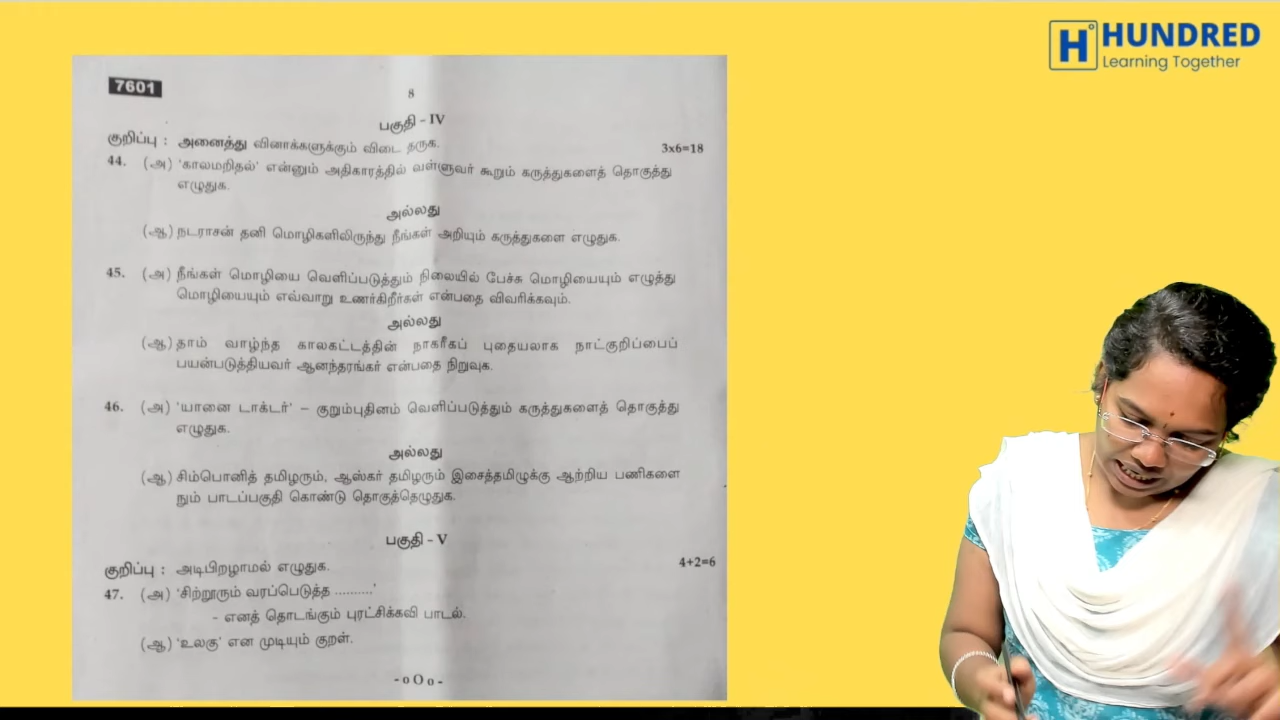 H° HUNDRED
Learning Together
7601
8
பகுதி - IV
குறிப்பு : அனைத்து வினாக்களுக்கும் விடை தருக.
3x6=18
44. (அ) 'காலமறிதல்' என்னும் அதிகாரத்தில் வள்ளுவர் கூறும் கருத்துகளைத் தொகுத்து
எழுதுக.
அல்லது
(ஆ) நடராசன் தனி மொழிகளிலிருந்து நீங்கள் அறியும் கருத்துகளை எழுதுக.
45. (அ) நீங்கள் மொழியை வெளிப்படுத்தும் நிலையில் பேச்சு மொழியையும் எழுத்து
மொழியையும் எவ்வாறு உணர்கிறீர்கள் என்பதை விவரிக்கவும்.
அல்லது
(ஆ) தாம் வாழ்ந்த காலகட்டத்தின் நாகரீகப் புதையலாக நாட்குறிப்பைப்
பயன்படுத்தியவர் ஆனந்தரங்கர் என்பதை நிறுவுக.
46. (அ) 'யானை டாக்டர்' – குறும்புதினம் வெளிப்படுத்தும் கருத்துகளைத் தொகுத்து
எழுதுக.
அல்லது
(ஆ) சிம்பொனித் தமிழரும், ஆஸ்கர் தமிழரும் இசைத்தமிழுக்கு ஆற்றிய பணிகளை
நும் பாடப்பகுதி கொண்டு தொகுத்தெழுதுக.
பகுதி - V
குறிப்பு : அடிபிறழாமல் எழுதுக.
4+2=6
47. (அ) 'சிற்றூரும் வரப்பெடுத்த ..........'
- எனத் தொடங்கும் புரட்சிக்கவி பாடல்.
(ஆ) 'உலகு' என முடியும் குறள்.
- o O o -